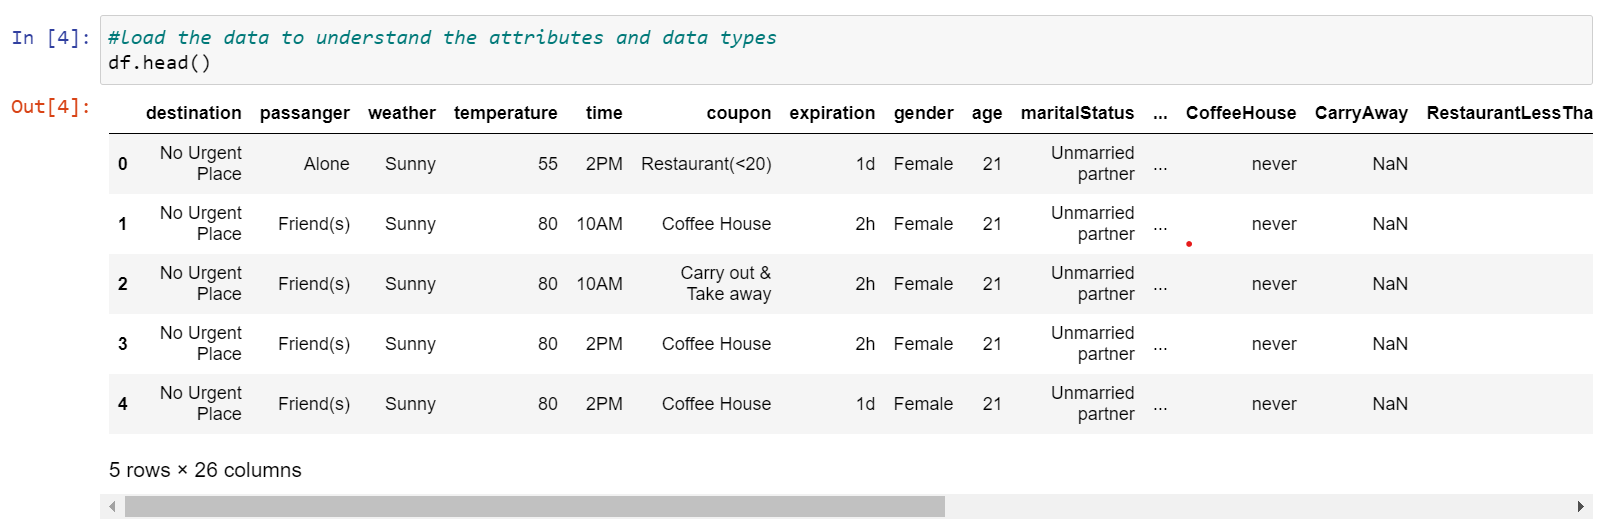 In [4]: #load the data to understand the attributes and data types
df.head()
Out[4]:
destination passanger weather temperature time coupon expiration gender age maritalStatus ... CoffeeHouse CarryAway RestaurantLessTha
0 No Urgent Place Alone Sunny 55 2PM Restaurant(<20) 1d Female 21 Unmarried partner ... never NaN
1 No Urgent Place Friend(s) Sunny 80 10AM Coffee House 2h Female 21 Unmarried partner ... never NaN
2 No Urgent Place Friend(s) Sunny 80 10AM Carry out & Take away 2h Female 21 Unmarried partner ... never NaN
3 No Urgent Place Friend(s) Sunny 80 2PM Coffee House 2h Female 21 Unmarried partner ... never NaN
4 No Urgent Place Friend(s) Sunny 80 2PM Coffee House 1d Female 21 Unmarried partner ... never NaN
5 rows × 26 columns